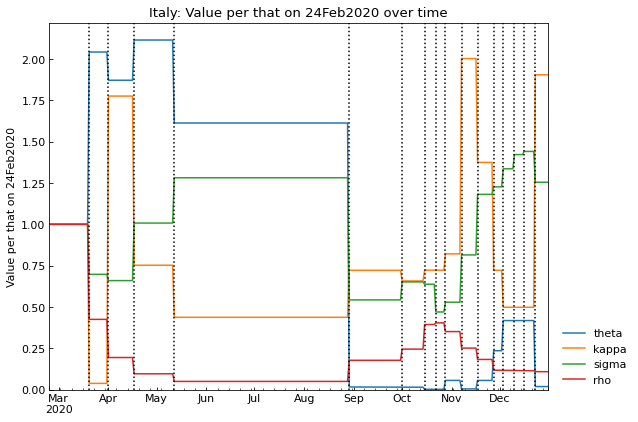 Italy: Value per that on 24Feb2020 over time
Value per that on 24Feb2020
2.00
1.75
1.50
1.25
1.00
0.75
0.50
0.25
0.00
Mar Apr May Jun Jul Aug Sep Oct Nov Dec
2020
theta
kappa
sigma
rho